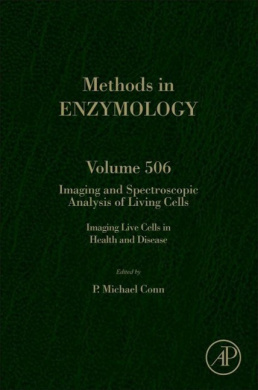 Methods in
ENZYMOLOGY
Volume 506
Imaging and Spectroscopic
Analysis of Living Cells
Imaging Live Cells in
Health and Disease
Edited by
P. Michael Conn
AP